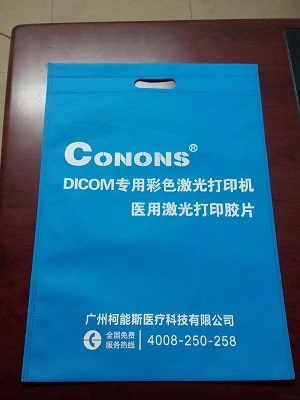 CONONS®
DICOM专用彩色激光打印机
医用激光打印胶片
广州柯能斯医疗科技有限公司
全国免费
服务热线
4008-250-258